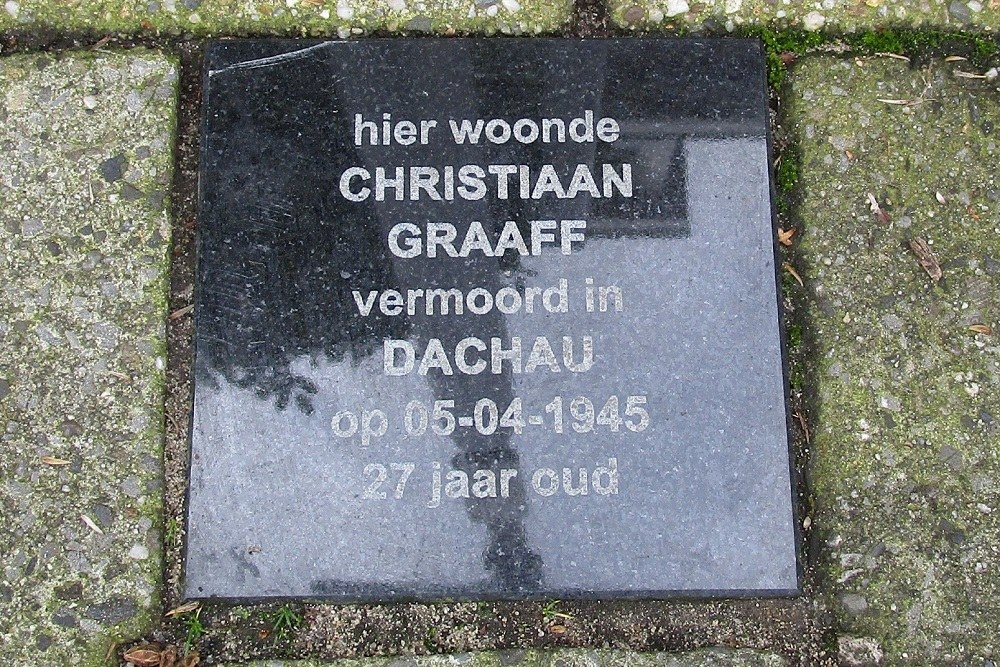 hier woonde
CHRISTIAAN
GRAAFF
vermoord in
DACHAU
op 05-04-1945
27 jaar oud